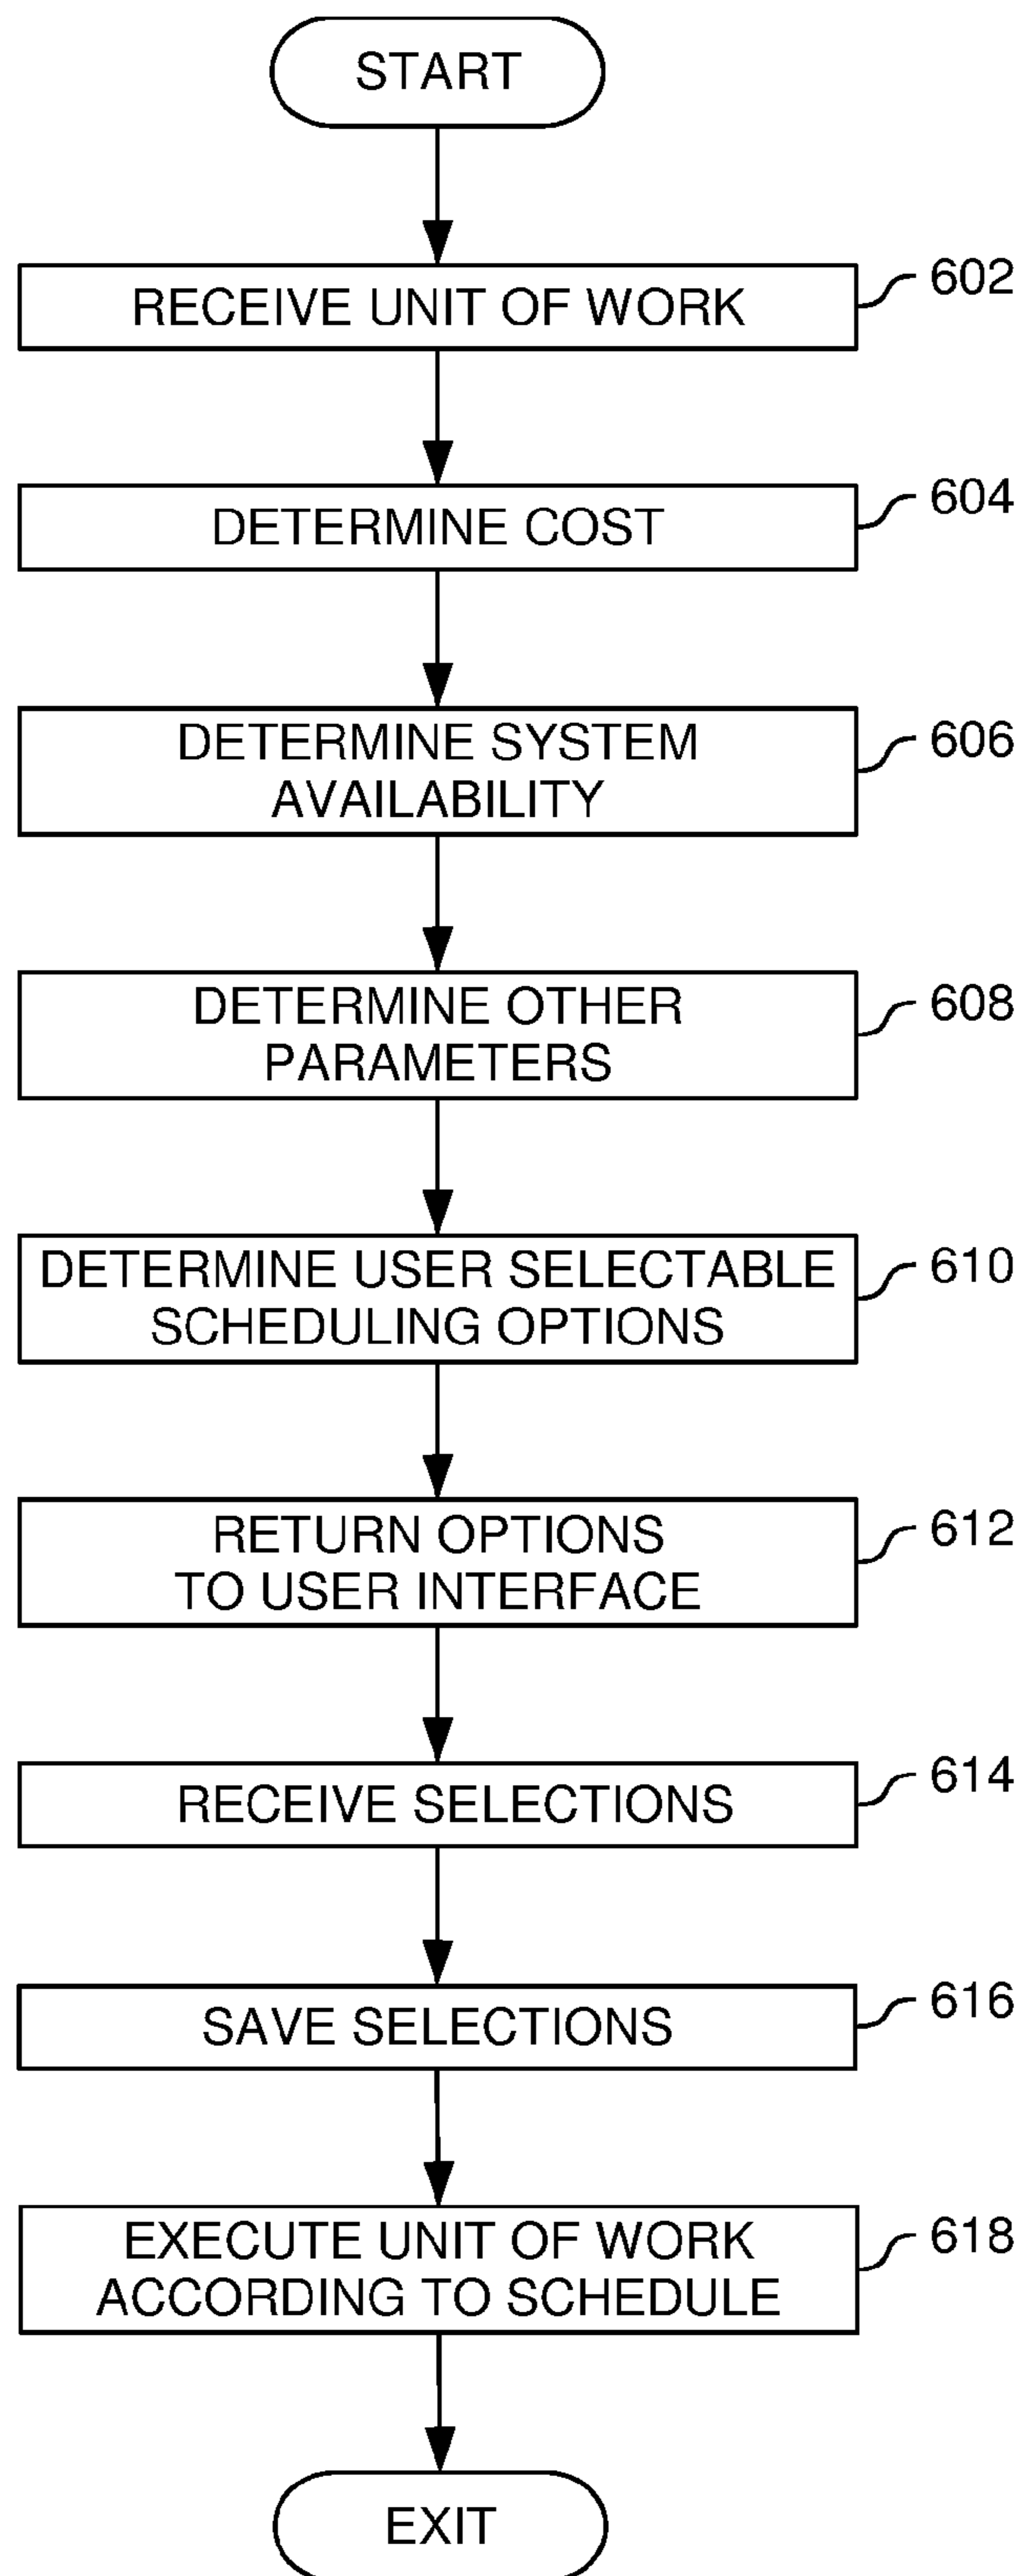 START
RECEIVE UNIT OF WORK
602
DETERMINE COST
604
DETERMINE SYSTEM
AVAILABILITY
606
DETERMINE OTHER
PARAMETERS
608
DETERMINE USER SELECTABLE
SCHEDULING OPTIONS
610
RETURN OPTIONS
TO USER INTERFACE
612
RECEIVE SELECTIONS
614
SAVE SELECTIONS
616
EXECUTE UNIT OF WORK
ACCORDING TO SCHEDULE
618
EXIT